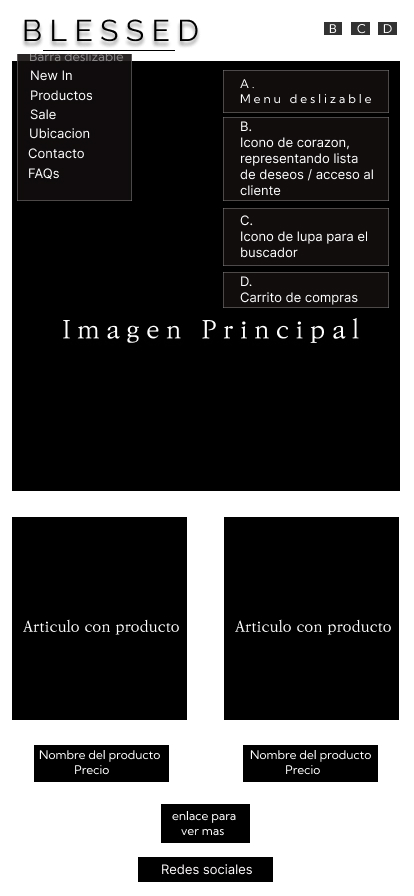 BLESSED
B C D
Barra deslizable
New In
Productos
Sale
Ubicacion
Contacto
FAQs
A.
Menu deslizable
B.
Icono de corazon,
representando lista
de deseos / acceso al
cliente
C.
Icono de lupa para el
buscador
D.
Carrito de compras
Imagen Principal
Articulo con producto
Articulo con producto
Nombre del producto
Precio
Nombre del producto
Precio
enlace para
ver mas
Redes sociales